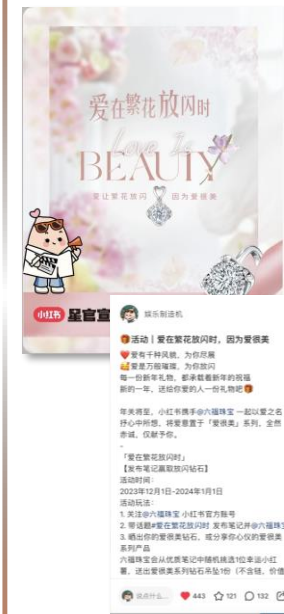 爱在繁花放闪时
Love Is
BEAUTY
爱让繁花放闪 因为爱很美
小红书 星官宣
娱乐制造机
🎁活动｜爱在繁花放闪时，因为爱很美
❤️爱有千种风貌，为你尽展
🥰爱是万般璀璨，为你放闪
每一份新年礼物，都承载着新年的祝福
新的一年，送给你爱的人一份礼物吧🎁
年关将至，小红书携手@六福珠宝 一起以爱之名
抒心中所想，将爱意置于「爱很美」系列，全然
赤诚，仅献予你。
-
「爱在繁花放闪时」
【发布笔记赢取放闪钻石】
活动时间：
2023年12月1日-2024年1月1日
活动玩法：
1. 关注@六福珠宝 小红书官方账号
2. 带话题#爱在繁花放闪时 发布笔记并@六福珠宝
3. 晒出你的爱很美钻石，或分享你心仪的爱很美
系列产品
六福珠宝会从优质笔记中随机挑选1位幸运小红
薯，送出爱很美系列钻石吊坠1份（不含链，价值
说点什么... 443 121 132